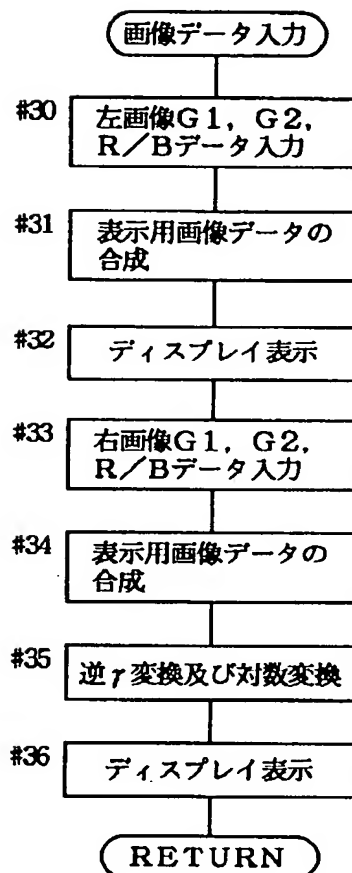 画像データ入力
#30
左画像G1，G2，
R／Bデータ入力
#31
表示用画像データの
合成
#32
ディスプレイ表示
#33
右画像G1，G2，
R／Bデータ入力
#34
表示用画像データの
合成
#35
逆γ変換及び対数変換
#36
ディスプレイ表示
RETURN